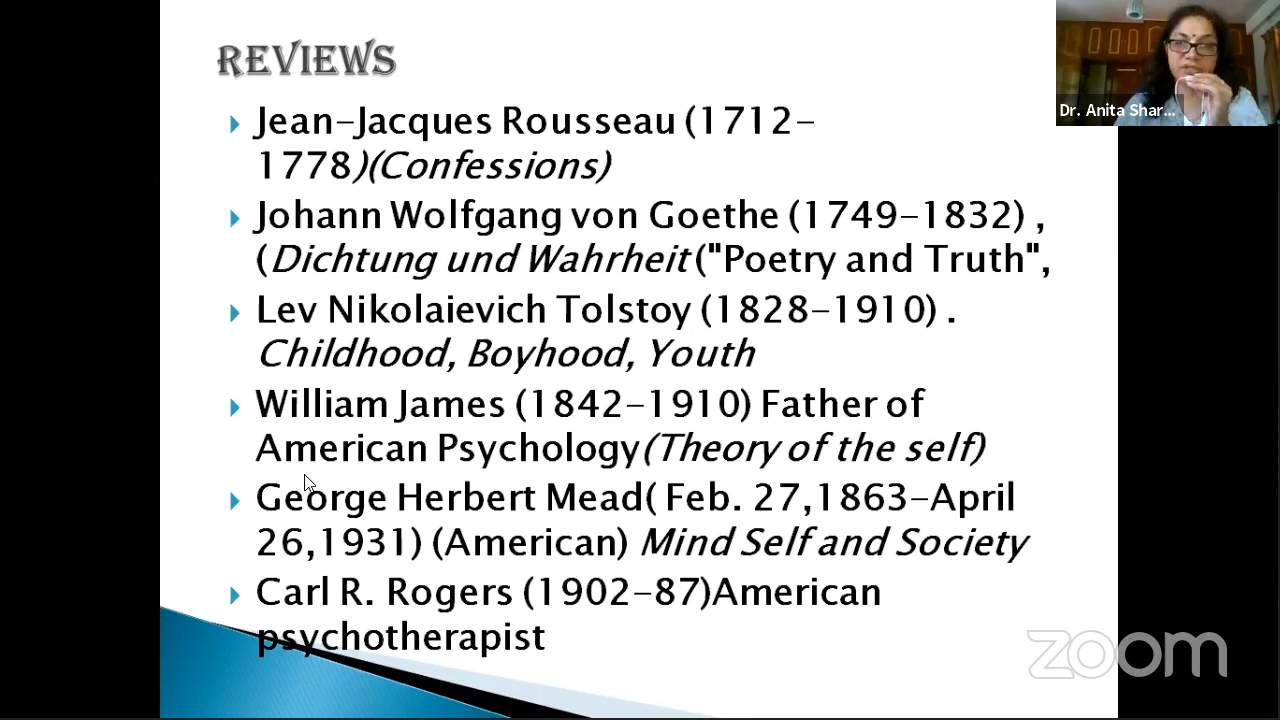 REVIEWS
Jean-Jacques Rousseau (1712-
1778)(Confessions)
Johann Wolfgang von Goethe (1749-1832) ,
(Dichtung und Wahrheit ("Poetry and Truth",
Lev Nikolaievich Tolstoy (1828-1910) .
Childhood, Boyhood, Youth
William James (1842-1910) Father of
American Psychology(Theory of the self)
George Herbert Mead( Feb. 27,1863-April
26,1931) (American) Mind Self and Society
Carl R. Rogers (1902-87)American
psychotherapist
Dr. Anita Shar...
zoom